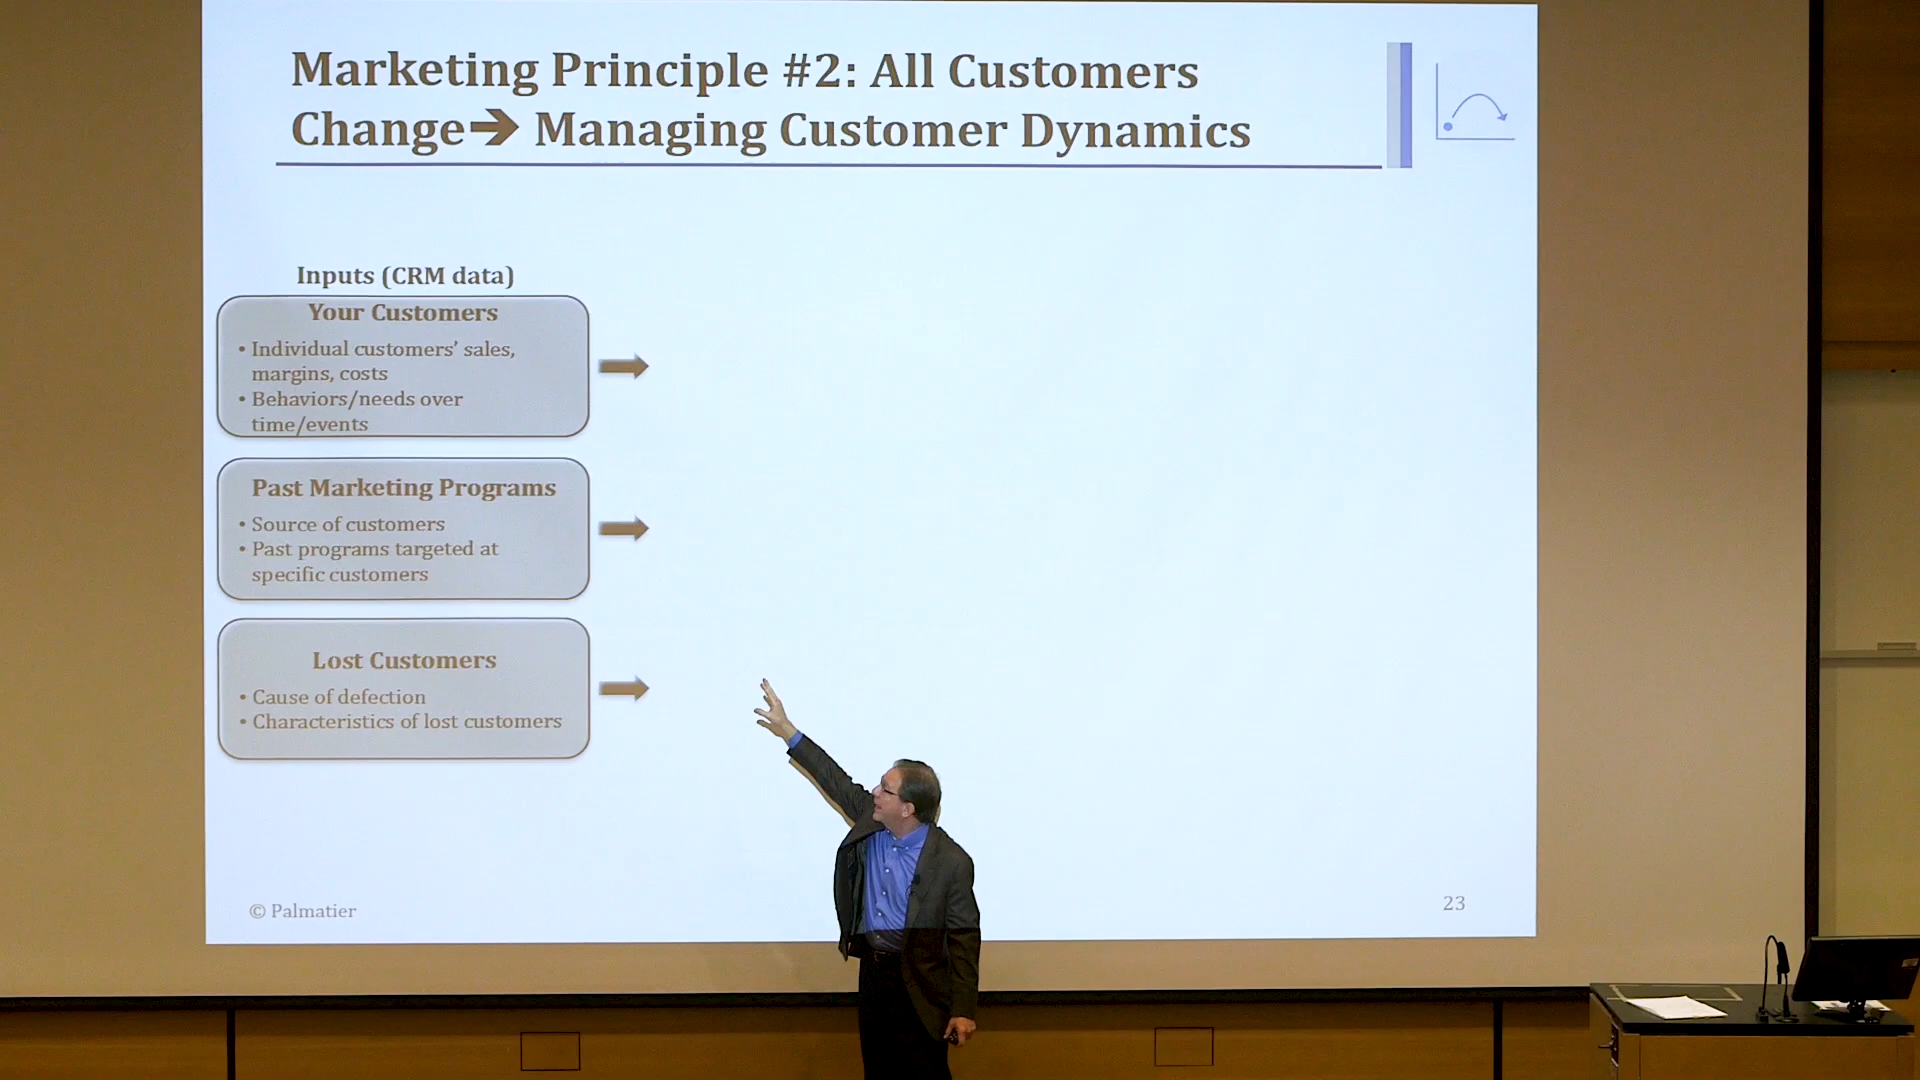 Marketing Principle #2: All Customers
Change➔ Managing Customer Dynamics
Inputs (CRM data)
Your Customers
• Individual customers’ sales,
margins, costs
• Behaviors/needs over
time/events
Past Marketing Programs
• Source of customers
• Past programs targeted at
specific customers
Lost Customers
• Cause of defection
• Characteristics of lost customers
© Palmatier
23